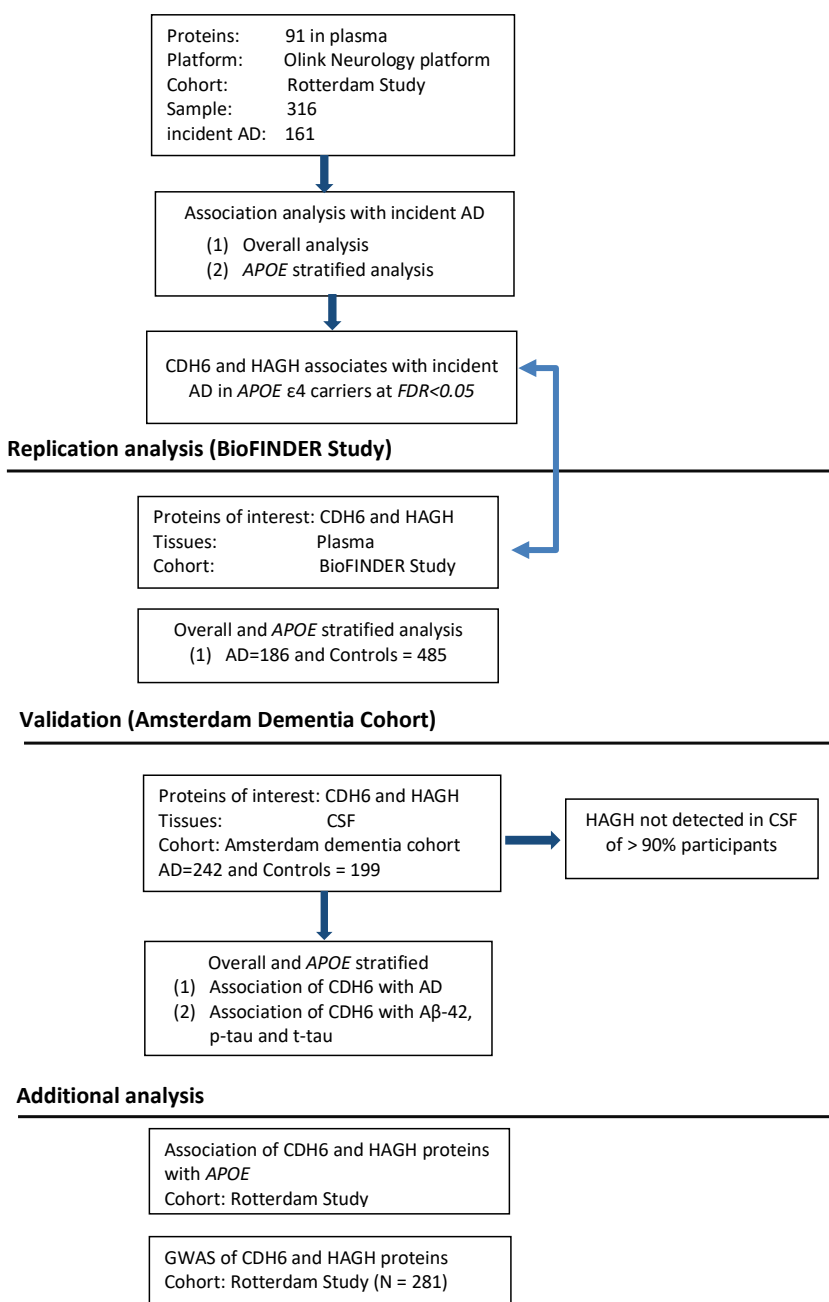 Proteins: 91 in plasma
Platform: Olink Neurology platform
Cohort: Rotterdam Study
Sample: 316
incident AD: 161
Association analysis with incident AD
(1) Overall analysis
(2) APOE stratified analysis
CDH6 and HAGH associates with incident
AD in APOE ε4 carriers at FDR<0.05
Replication analysis (BioFINDER Study)
Proteins of interest: CDH6 and HAGH
Tissues: Plasma
Cohort: BioFINDER Study
Overall and APOE stratified analysis
(1) AD=186 and Controls = 485
Validation (Amsterdam Dementia Cohort)
Proteins of interest: CDH6 and HAGH
Tissues: CSF
Cohort: Amsterdam dementia cohort
AD=242 and Controls = 199
HAGH not detected in CSF
of > 90% participants
Overall and APOE stratified
(1) Association of CDH6 with AD
(2) Association of CDH6 with Aβ-42,
p-tau and t-tau
Additional analysis
Association of CDH6 and HAGH proteins
with APOE
Cohort: Rotterdam Study
GWAS of CDH6 and HAGH proteins
Cohort: Rotterdam Study (N = 281)